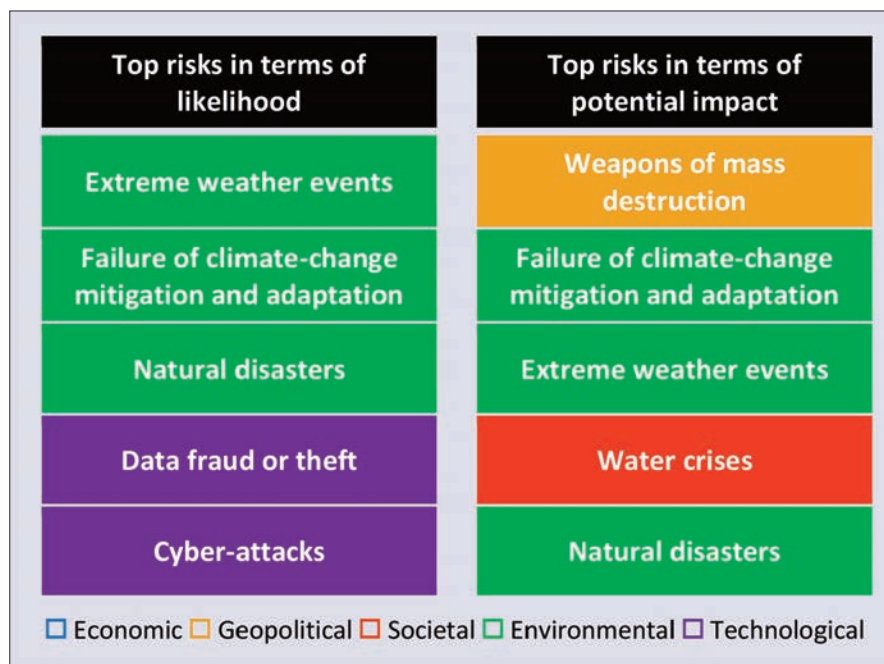 Top risks in terms of
likelihood
Extreme weather events
Failure of climate-change
mitigation and adaptation
Natural disasters
Data fraud or theft
Cyber-attacks
Top risks in terms of
potential impact
Weapons of mass
destruction
Failure of climate-change
mitigation and adaptation
Extreme weather events
Water crises
Natural disasters
Economic Geopolitical Societal Environmental Technological